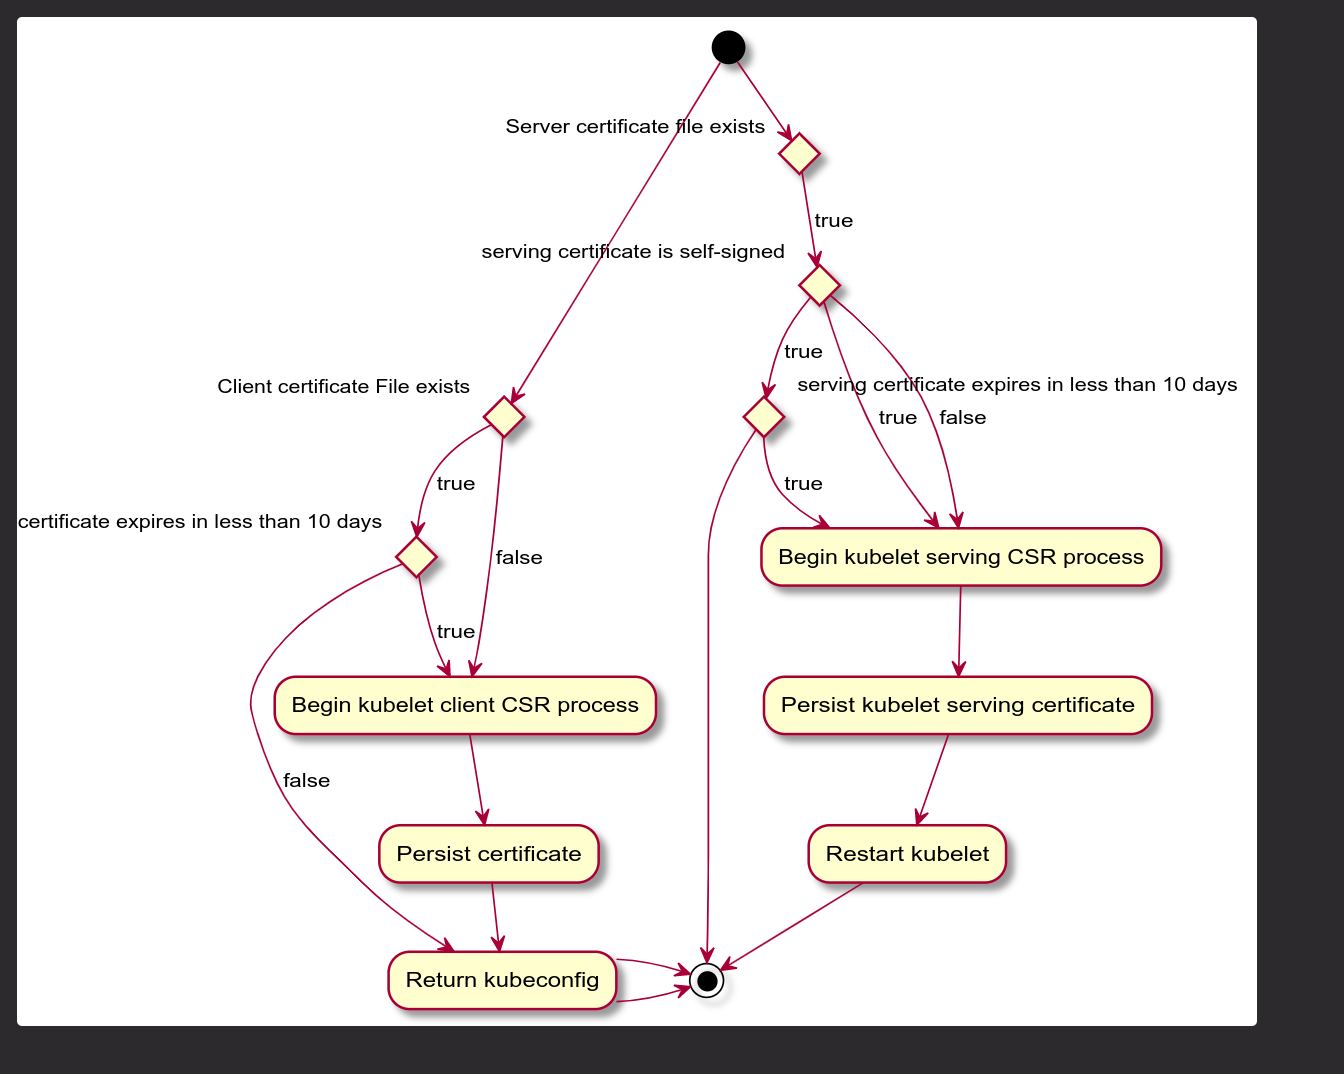 Server certificate file exists
true
serving certificate is self-signed
true
Client certificate File exists
serving certificate expires in less than 10 days
true
false
true
true
certificate expires in less than 10 days
false
Begin kubelet serving CSR process
true
Begin kubelet client CSR process
Persist kubelet serving certificate
false
Persist certificate
Restart kubelet
Return kubeconfig